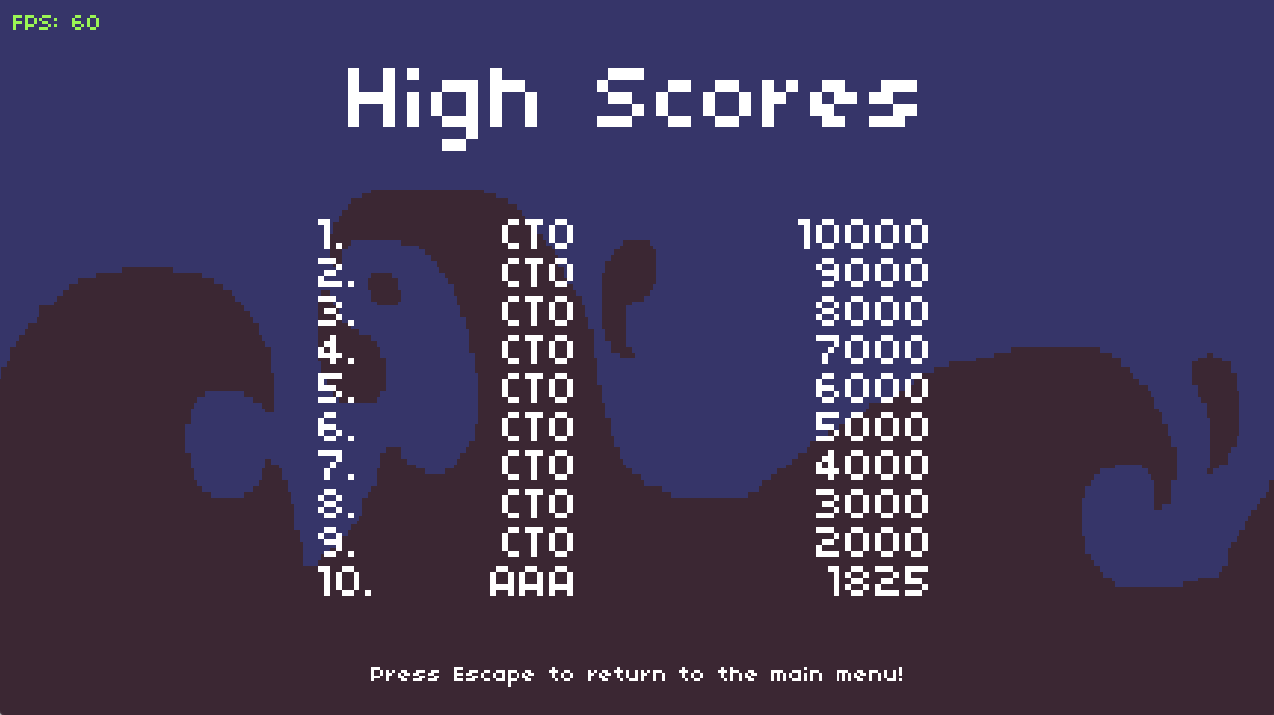 FPS: 60
High Scores
1. CTO 10000
2. CTO 9000
3. CTO 8000
4. CTO 7000
5. CTO 6000
6. CTO 5000
7. CTO 4000
8. CTO 3000
9. CTO 2000
10. AAA 1825
Press Escape to return to the main menu!